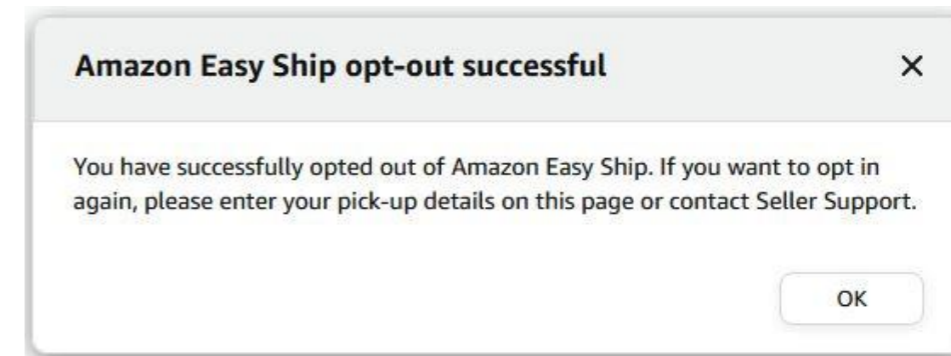 Amazon Easy Ship opt-out successful
You have successfully opted out of Amazon Easy Ship. If you want to opt in
again, please enter your pick-up details on this page or contact Seller Support.
OK